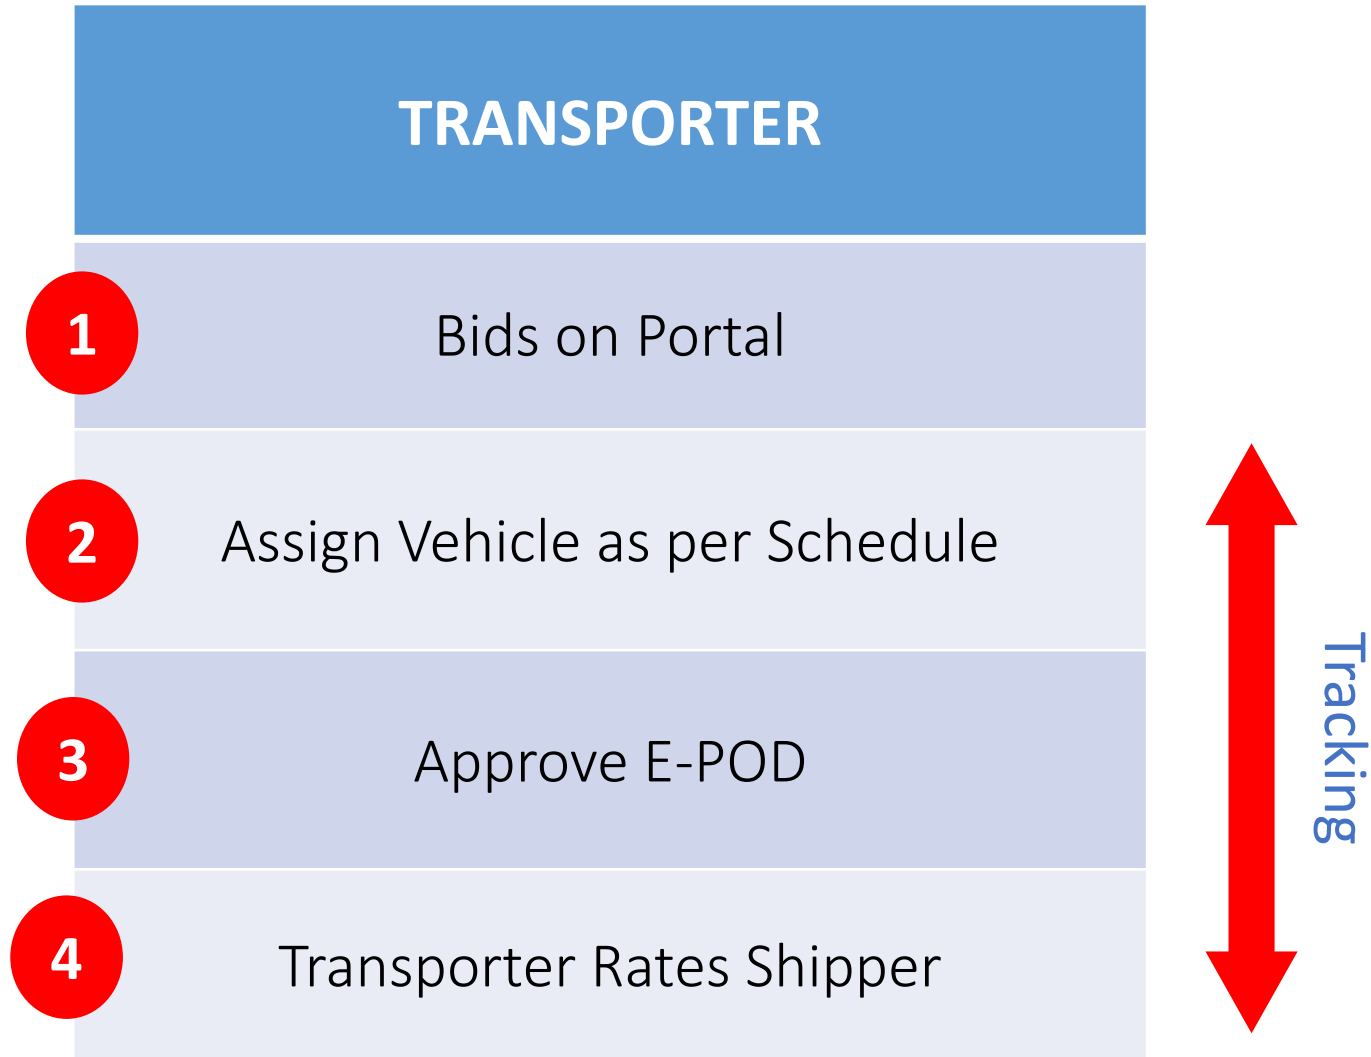 TRANSPORTER
1
Bids on Portal
2
Assign Vehicle as per Schedule
3
Approve E-POD
4
Transporter Rates Shipper
Tracking